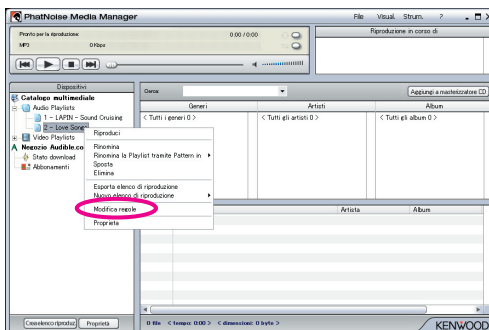 PhatNoise Media Manager File Visual. Strum. ?
Pronto per la riproduzione: 0:00 / 0:00
Riproduzione in corso di
MP3 0 Kbps
Dispositivi
Cerca:
Aggiungi a masterizzatore CD
Catalogo multimediale
Generi Artisti Album
Audio Playlists
< Tutti i generi 0 > < Tutti gli artisti 0 > < Tutti gli album 0 >
1 - LAPIN - Sound Cruising
2 - Love Songs
Video Playlists
Negozio Audible.co
Stato download
Abbonamenti
Riproduci
Rinomina
Rinomina la Playlist tramite Pattern in
Sposta
Elimina
Esporta elenco di riproduzione
Nuovo elenco di riproduzione
Modifica regole
Proprietà
Artista Album
Crea elenco riproduz. Proprietà
0 file < tempo: 0:00 > < dimensioni: 0 byte >
KENWOOD